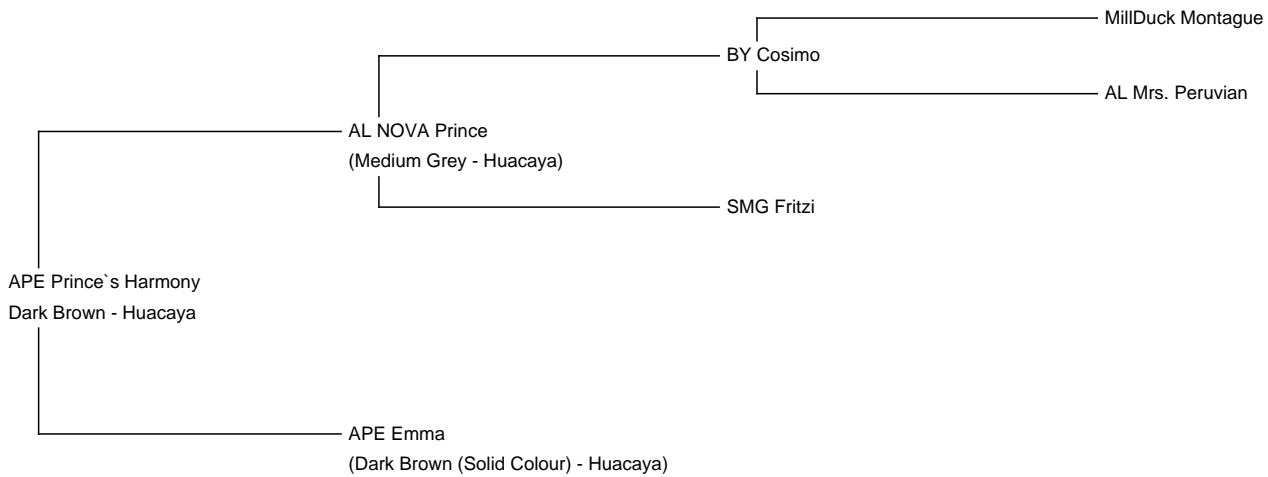 MillDuck Montague
BY Cosimo
AL Mrs. Peruvian
AL NOVA Prince
(Medium Grey - Huacaya)
SMG Fritzi
APE Prince`s Harmony
Dark Brown - Huacaya
APE Emma
(Dark Brown (Solid Colour) - Huacaya)